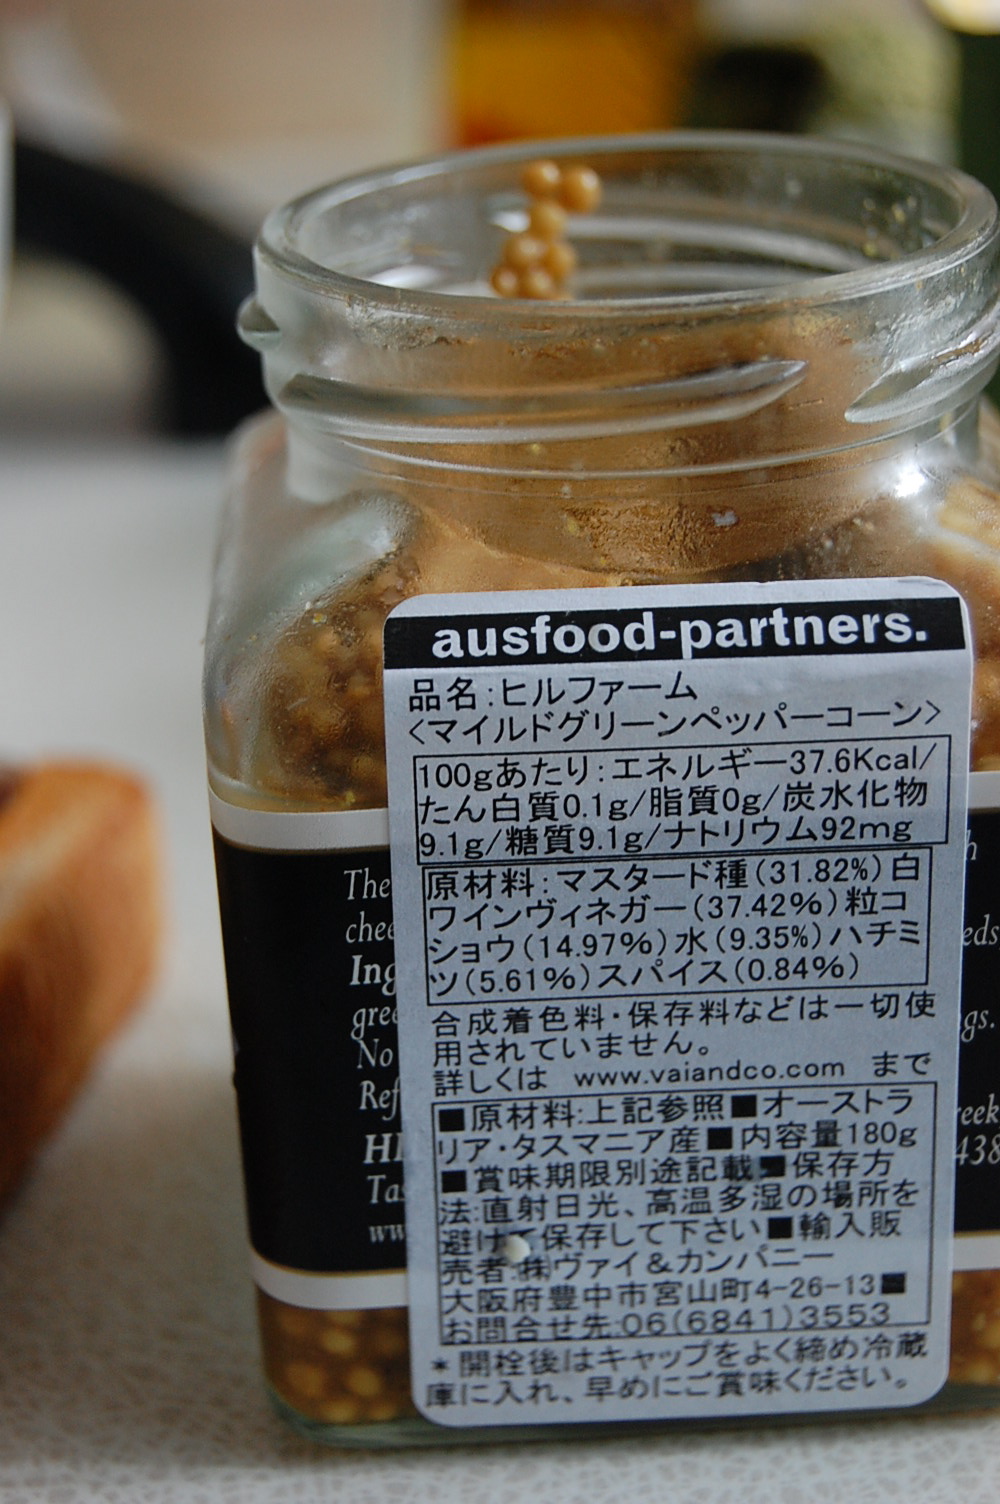 ausfood-partners.
品名:ヒルファーム
<マイルドグリーンペッパーコーン>
100gあたり:エネルギー37.6Kcal/
たん白質0.1g/脂質0g/炭水化物
9.1g/糖質9.1g/ナトリウム92mg
原材料:マスタード種(31.82%)白
ワインヴィネガー(37.42%)粒コ
ショウ(14.97%)水(9.35%)ハチミ
ツ(5.61%)スパイス(0.84%)
合成着色料・保存料などは一切使
用されていません。
詳しくは www.vaiandco.com まで
■原材料:上記参照■オーストラ
リア・タスマニア産■内容量180g
■賞味期限別途記載■保存方
法:直射日光、高温多湿の場所を
避けて保存して下さい■輸入販
売者:㈱ヴァイ&カンパニー
大阪府豊中市宮山町4-26-13■
お問合せ先:06(6841)3553
*開栓後はキャップをよく締め冷蔵
庫に入れ、早めにご賞味ください。
The
No